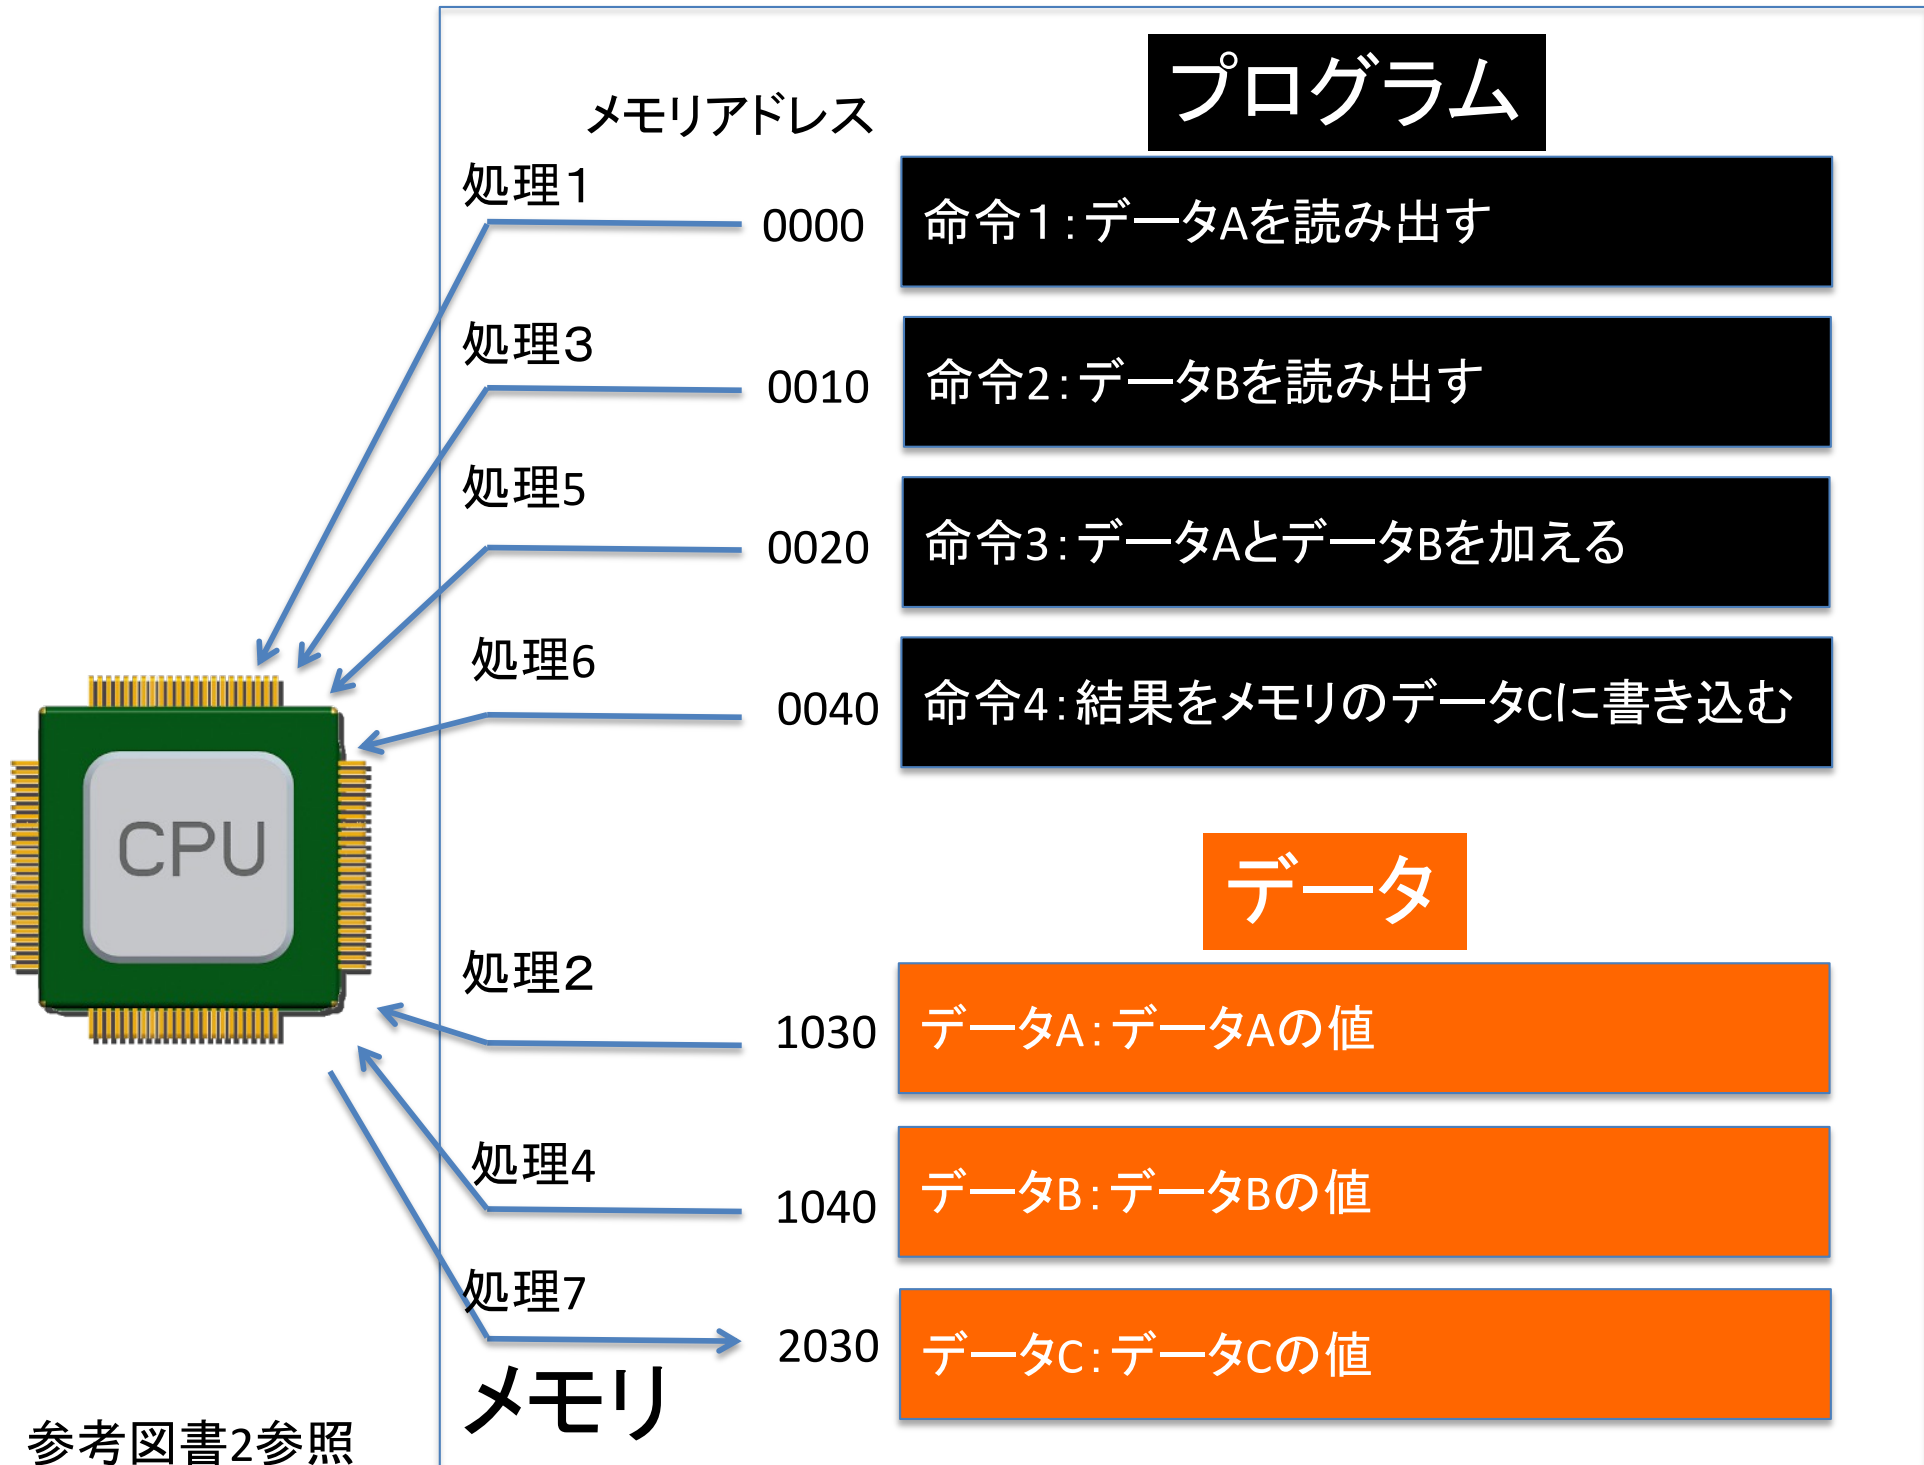 プログラム
メモリアドレス
処理１
0000
命令１：データAを読み出す
処理３
0010
命令2：データBを読み出す
処理5
0020
命令3：データAとデータBを加える
処理6
0040
命令4：結果をメモリのデータCに書き込む
CPU
データ
処理２
1030
データA：データAの値
処理4
1040
データB：データBの値
処理7
2030
データC：データCの値
メモリ
参考図書2参照